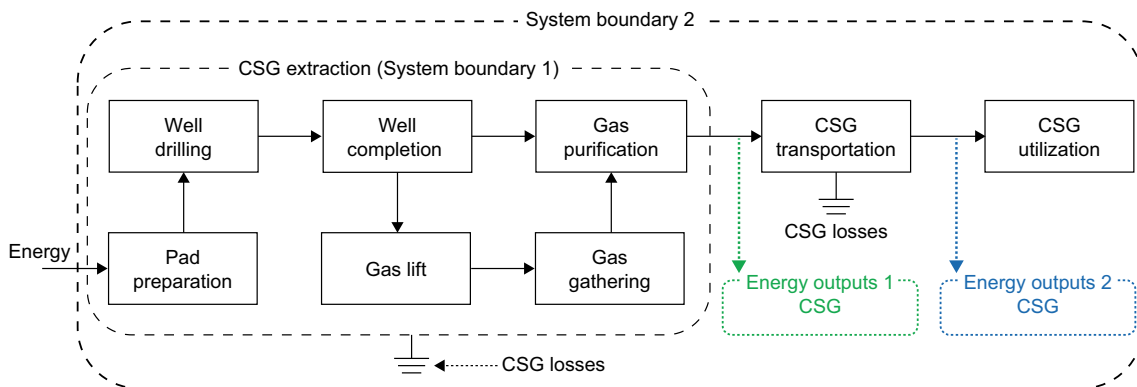 System boundary 2
CSG extraction (System boundary 1)
Well
drilling
Well
completion
Gas
purification
CSG
transportation
CSG
utilization
CSG losses
Energy
Pad
preparation
Gas lift
Gas
gathering
Energy outputs 1
CSG
Energy outputs 2
CSG
CSG losses